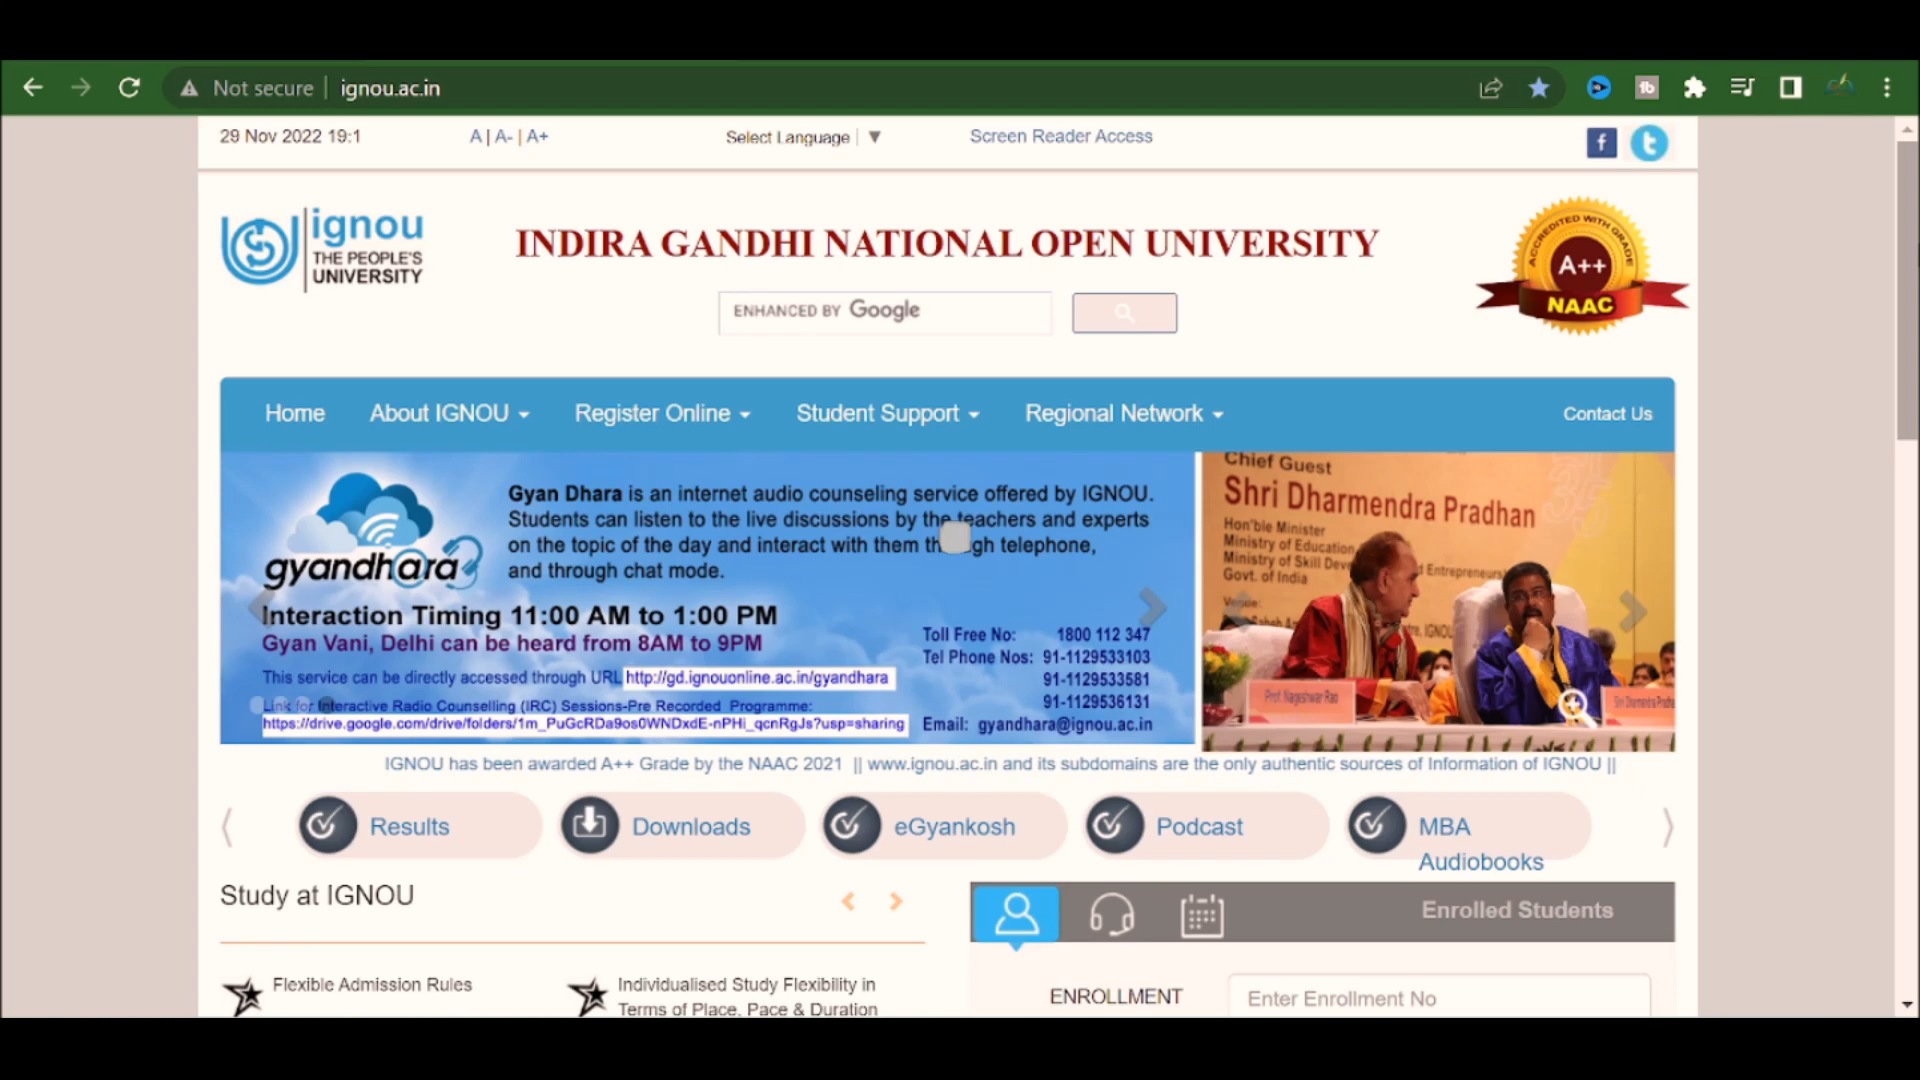 Not secure | ignou.ac.in
29 Nov 2022 19:1
A | A- | A+
Select Language ▼
Screen Reader Access
ignou
THE PEOPLE'S
UNIVERSITY
INDIRA GANDHI NATIONAL OPEN UNIVERSITY
ENHANCED BY Google
ACCREDITED WITH GRADE
A++
NAAC
Home
About IGNOU
Register Online
Student Support
Regional Network
Contact Us
gyandhara
Gyan Dhara is an internet audio counseling service offered by IGNOU.
Students can listen to the live discussions by the teachers and experts
on the topic of the day and interact with them through telephone,
and through chat mode.
Interaction Timing 11:00 AM to 1:00 PM
Gyan Vani, Delhi can be heard from 8AM to 9PM
This service can be directly accessed through URL http://gd.ignouonline.ac.in/gyandhara
Link for Interactive Radio Counselling (IRC) Sessions-Pre Recorded Programme:
https://drive.google.com/drive/folders/1m_PuGcRDa9os0WNDxdE-nPHi_qcnRgJs?usp=sharing
Toll Free No: 1800 112 347
Tel Phone Nos: 91-1129533103
91-1129533581
91-1129536131
Email: gyandhara@ignou.ac.in
Chief Guest
Shri Dharmendra Pradhan
Hon'ble Minister
Ministry of Education
Ministry of Skill Entrepreneurs
Govt. of India
Venue:
IGNOU
Prof. Nageshwar Rao
Shri Dharmendra Pradha
IGNOU has been awarded A++ Grade by the NAAC 2021 || www.ignou.ac.in and its subdomains are the only authentic sources of Information of IGNOU ||
Results
Downloads
eGyankosh
Podcast
MBA
Audiobooks
Study at IGNOU
Enrolled Students
Flexible Admission Rules
Individualised Study Flexibility in
Terms of Place, Pace & Duration
ENROLLMENT
Enter Enrollment No